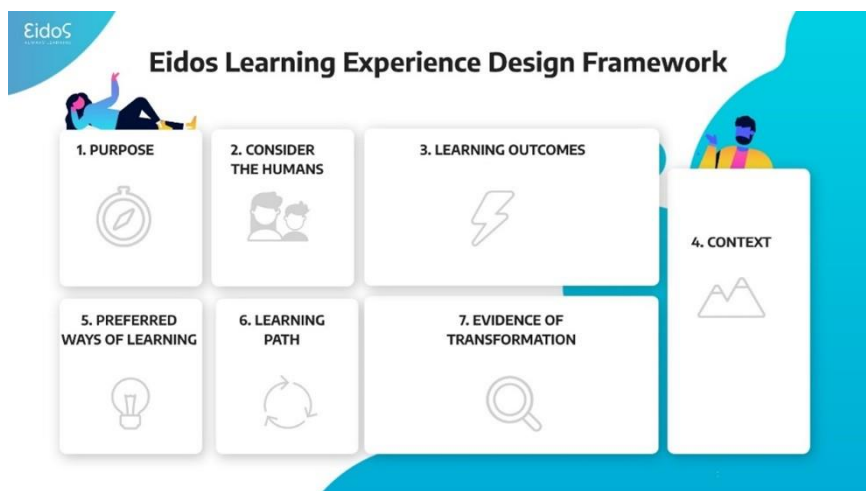 Eidos
Eidos Learning Experience Design Framework
1. PURPOSE
2. CONSIDER
THE HUMANS
3. LEARNING OUTCOMES
4. CONTEXT
5. PREFERRED
WAYS OF LEARNING
6. LEARNING
PATH
7. EVIDENCE OF
TRANSFORMATION